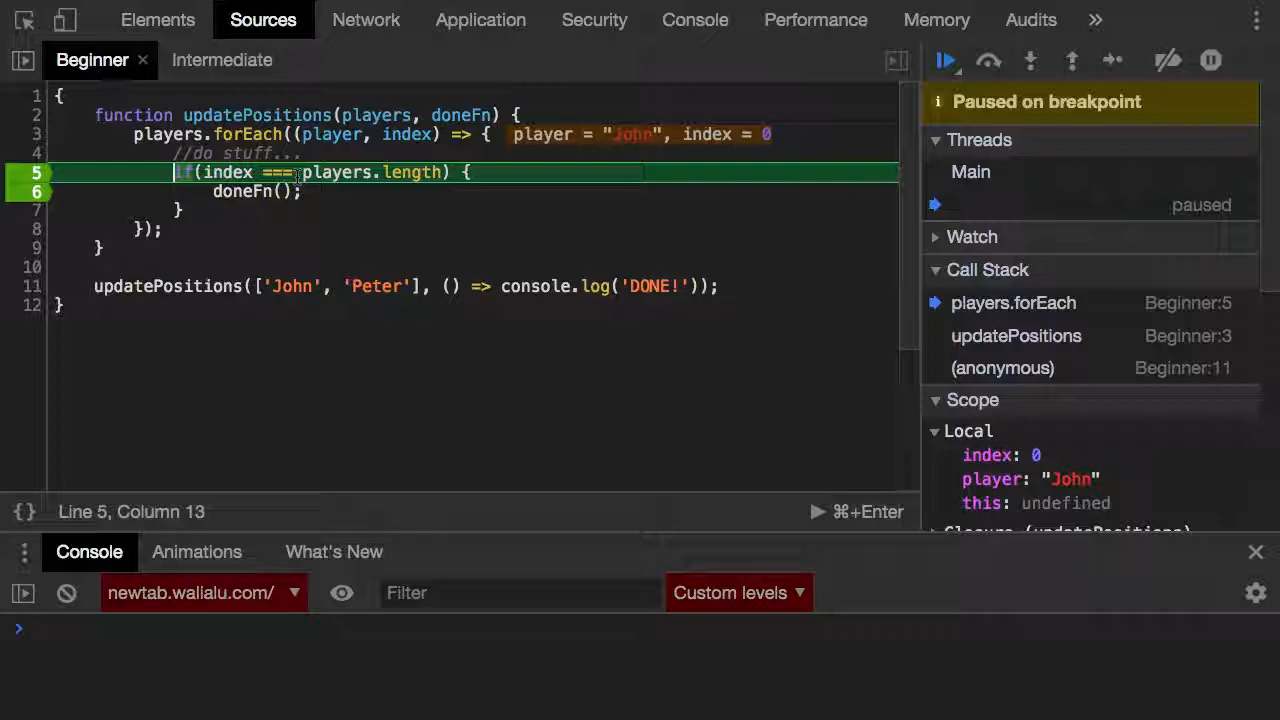 Elements Sources Network Application Security Console Performance Memory Audits »
Beginner × Intermediate
1 {
2 function updatePositions(players, doneFn) {
3 players.forEach((player, index) => { player = "John", index = 0
4 //do stuff...
5 if(index === players.length) {
6 doneFn();
7 }
8 });
9 }
10
11 updatePositions(['John', 'Peter'], () => console.log('DONE!'));
12 }
{} Line 5, Column 13 ⌘+Enter
Paused on breakpoint
Threads
Main
paused
Watch
Call Stack
players.forEach Beginner:5
updatePositions Beginner:3
(anonymous) Beginner:11
Scope
Local
index: 0
player: "John"
this: undefined
Closure (updatePositions)
Console Animations What's New
newtab.wallalu.com/ Filter Custom levels
>